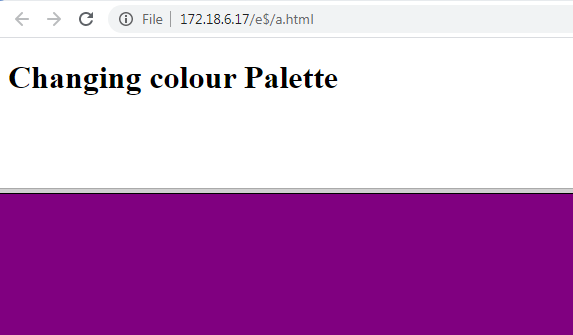 File 172.18.6.17/e$/a.html
Changing colour Palette